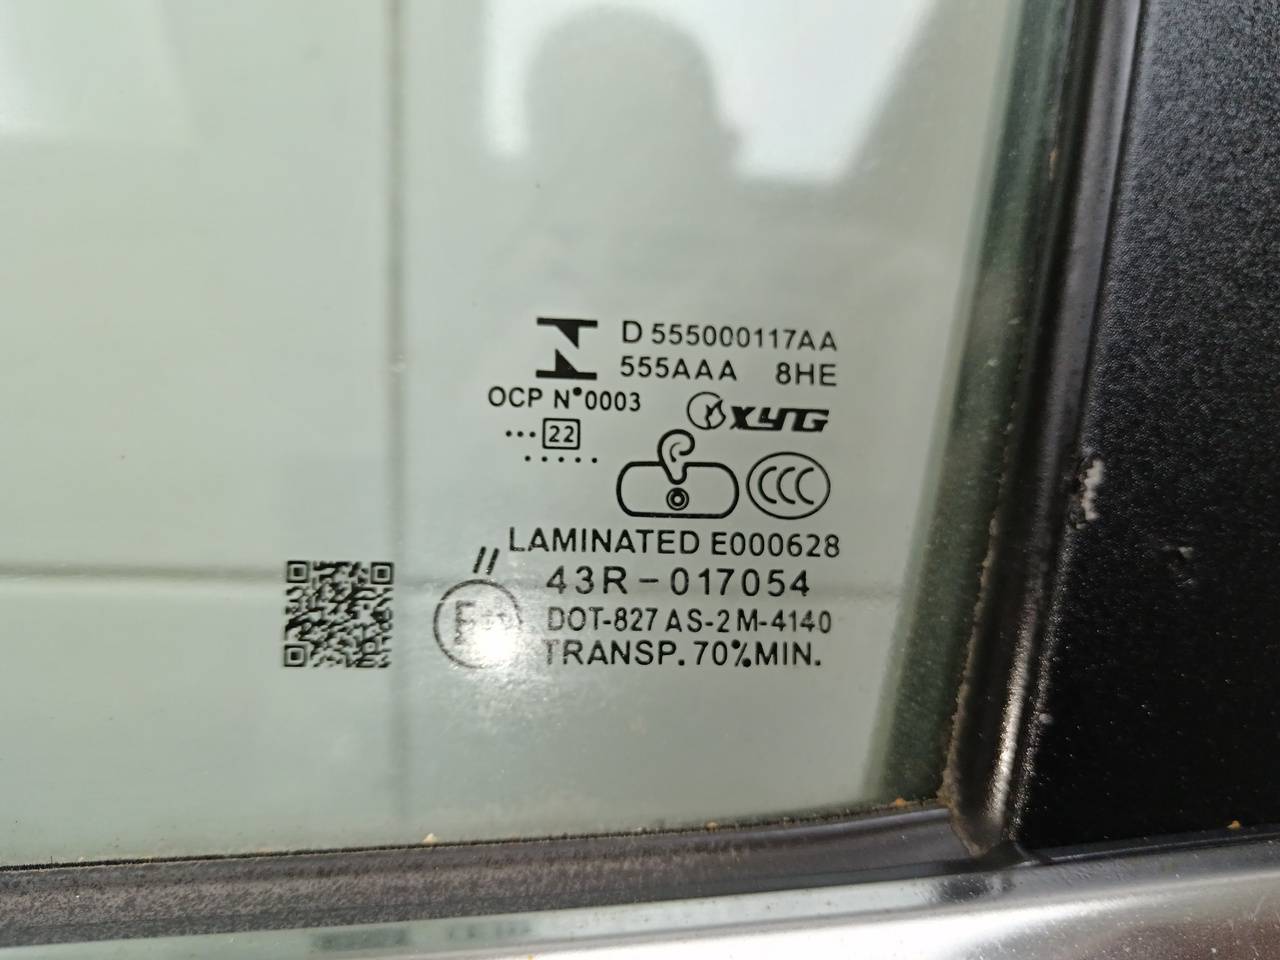 D 555000117AA
555AAA 8HE
OCP N°0003
XYG
...22
.....
CCC
LAMINATED E000628
//
43R-017054
DOT-827 AS-2 M-4140
TRANSP. 70%MIN.